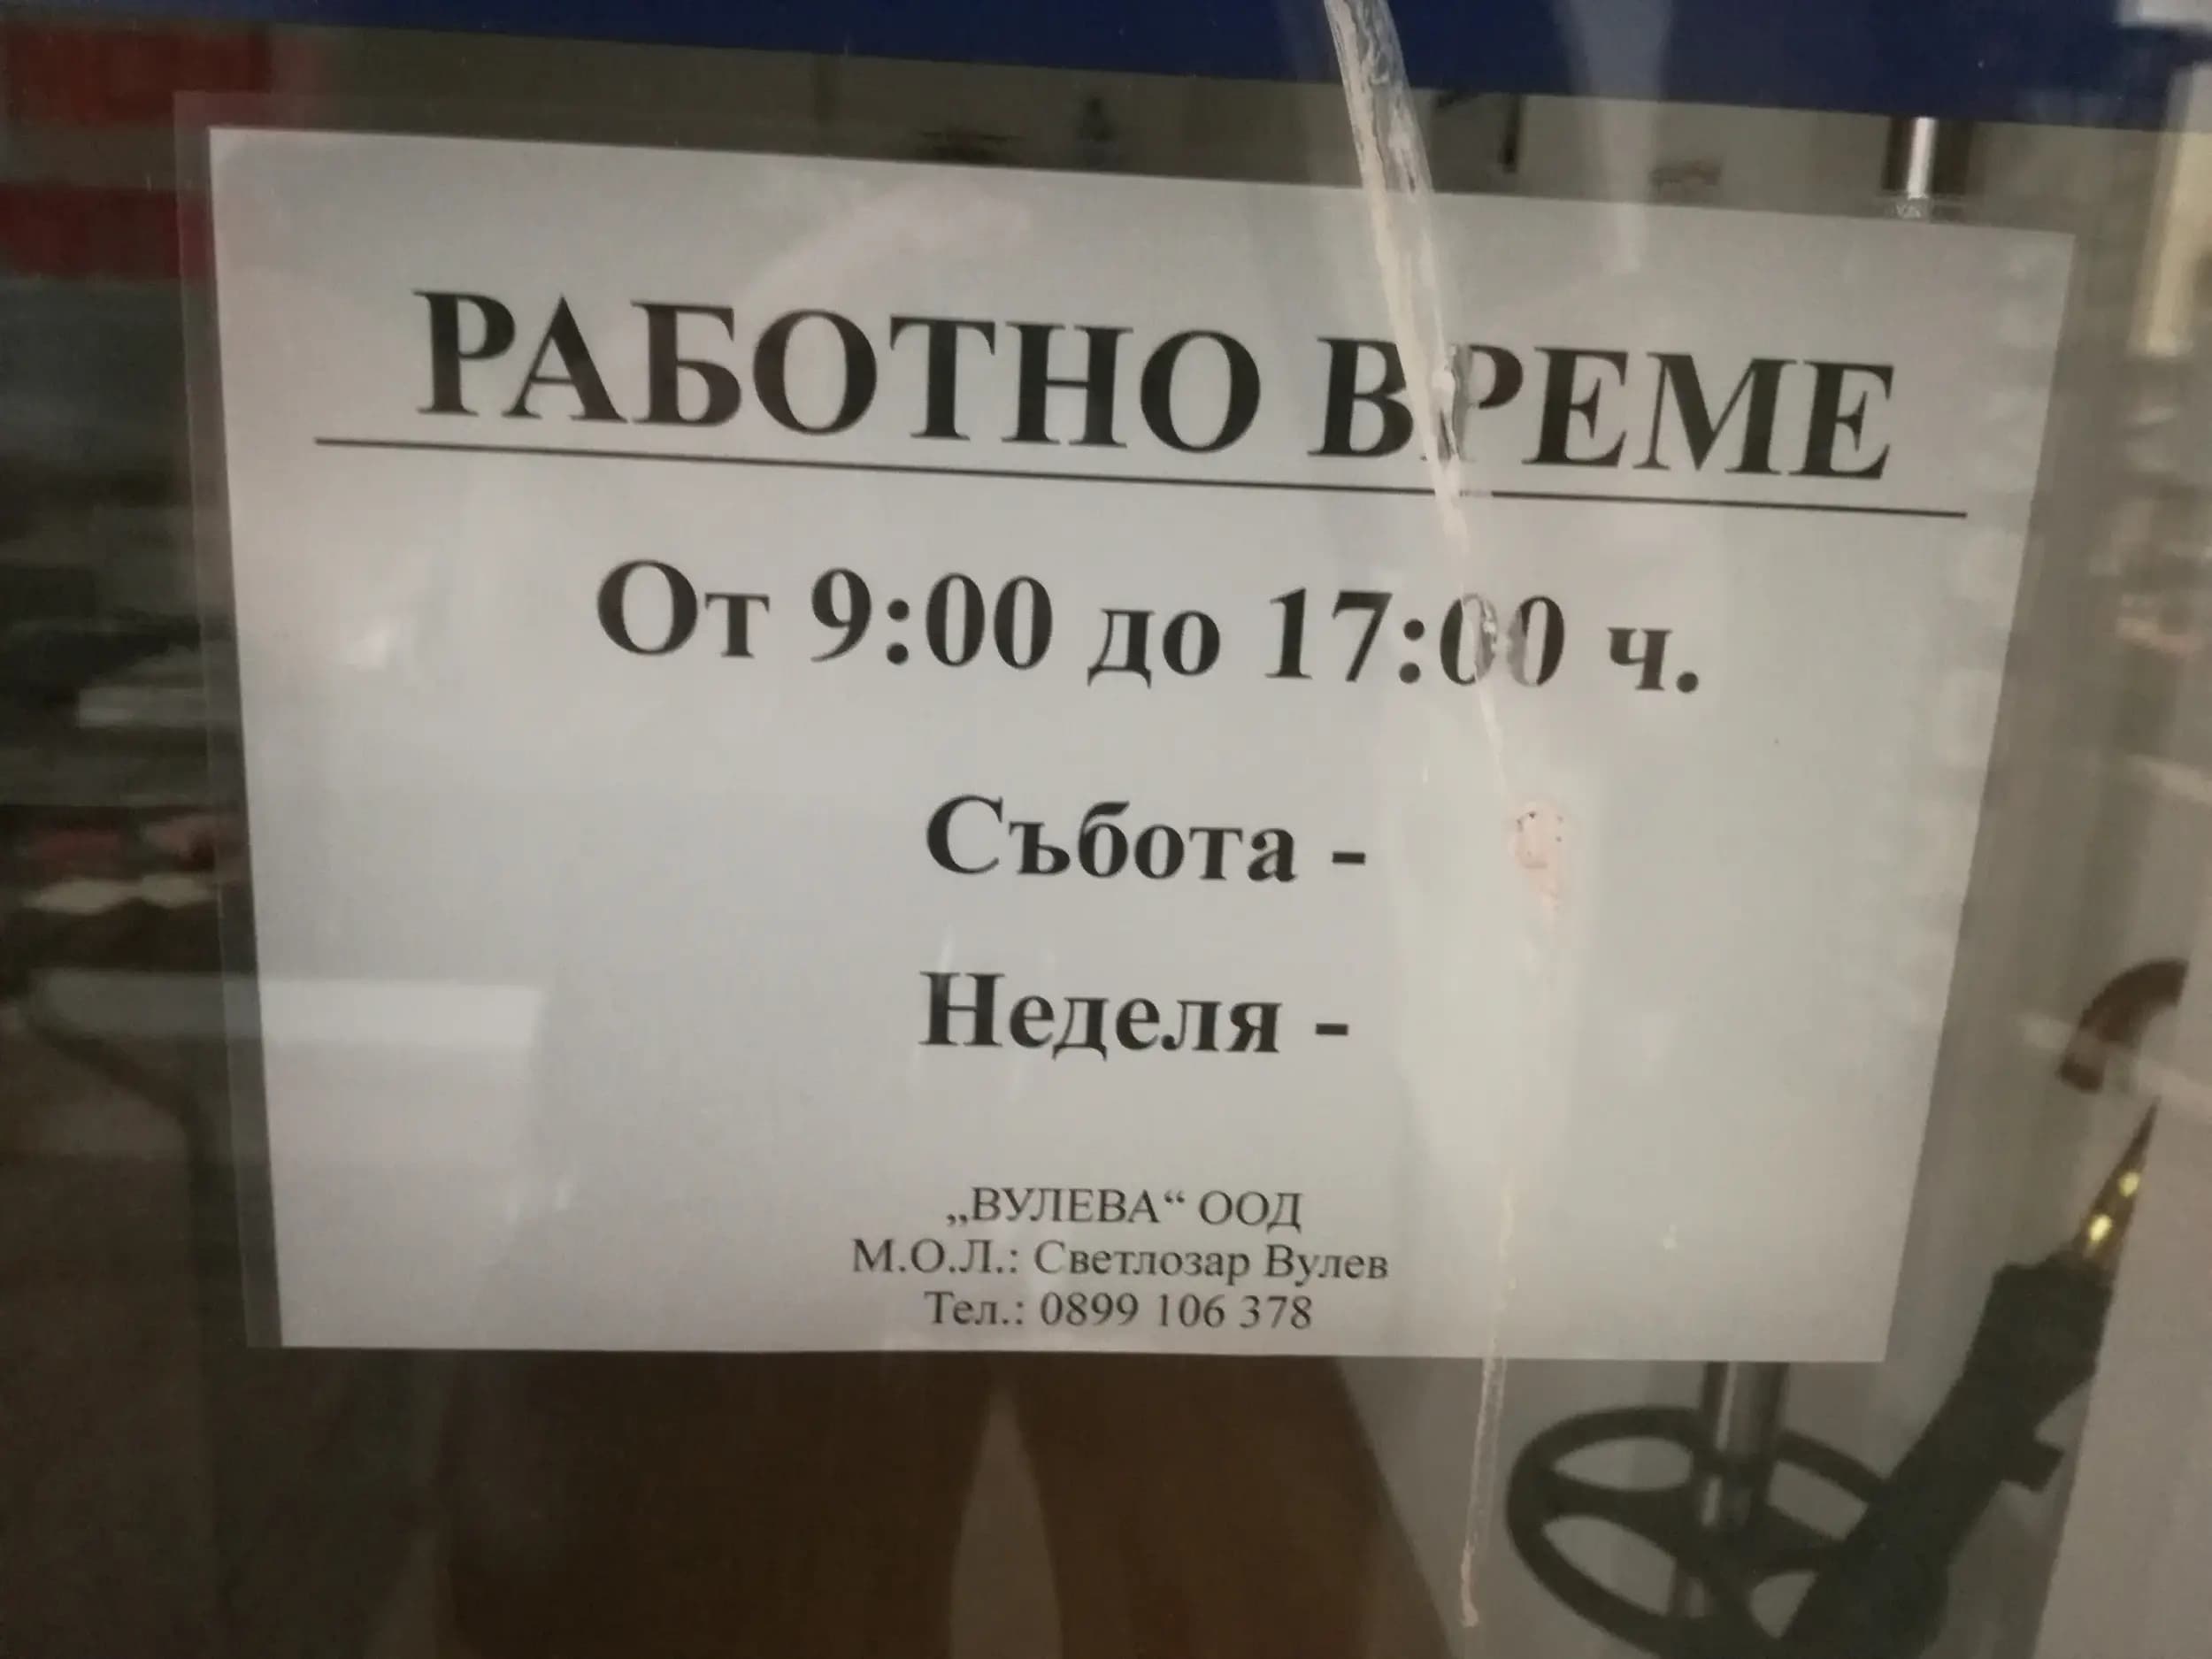 РАБОТНО ВРЕМЕ
От 9:00 до 17:00 ч.
Събота -
Неделя -
„ВУЛЕВА“ ООД
М.О.Л.: Светлозар Вулев
Тел.: 0899 106 378